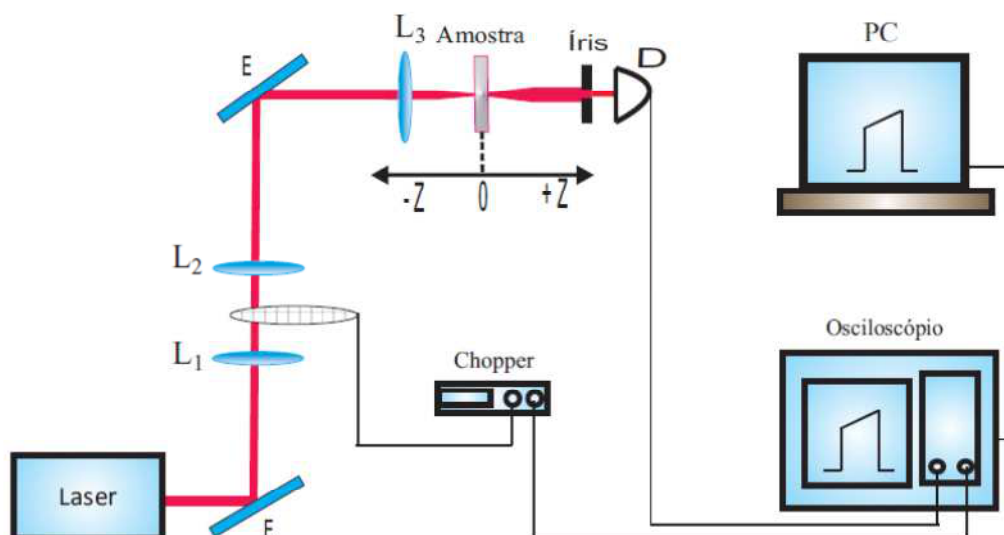 L3 Amostra Íris D PC
E
-Z 0 +Z
L2
L1
Osciloscópio
Chopper
Laser
E